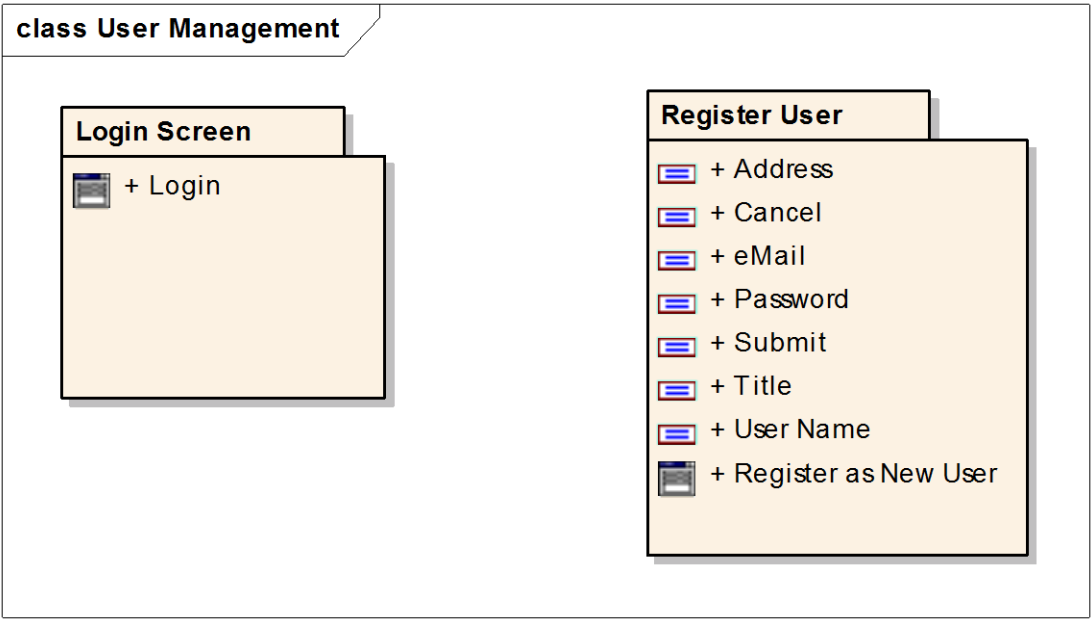 class User Management
Login Screen
+ Login
Register User
+ Address
+ Cancel
+ eMail
+ Password
+ Submit
+ Title
+ User Name
+ Register as New User